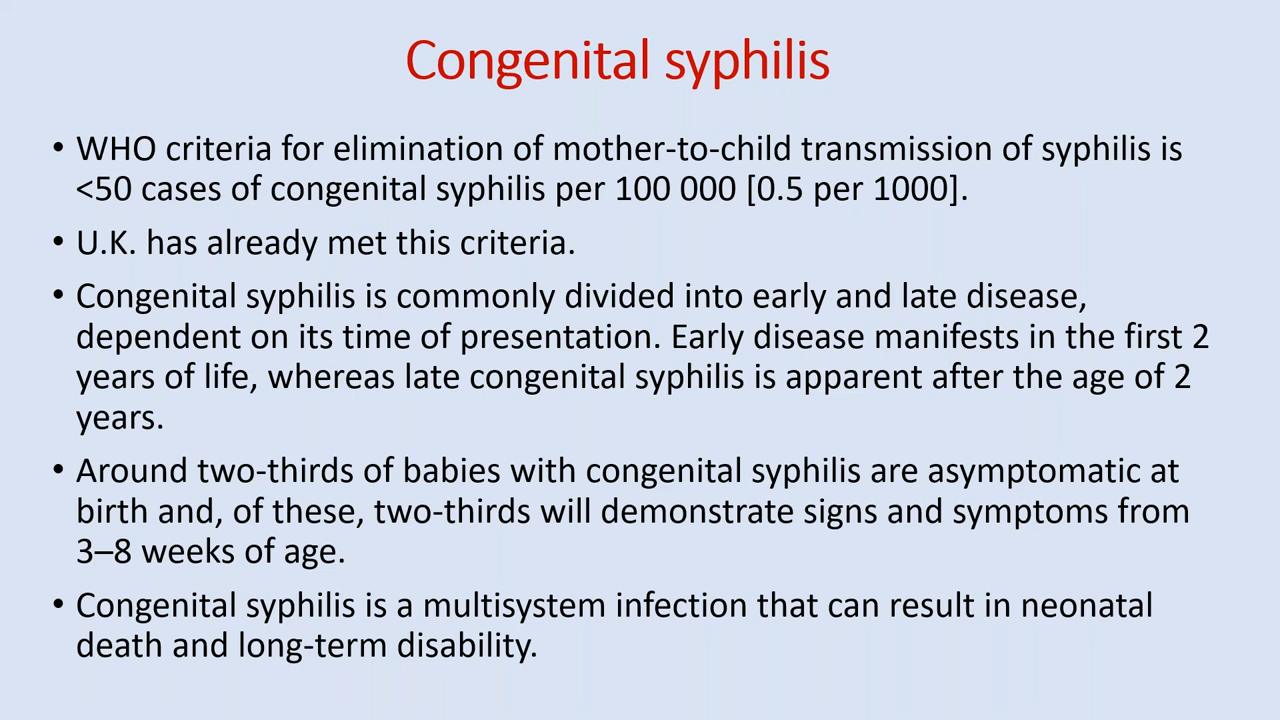 Congenital syphilis
• WHO criteria for elimination of mother-to-child transmission of syphilis is
<50 cases of congenital syphilis per 100 000 [0.5 per 1000].
• U.K. has already met this criteria.
• Congenital syphilis is commonly divided into early and late disease,
dependent on its time of presentation. Early disease manifests in the first 2
years of life, whereas late congenital syphilis is apparent after the age of 2
years.
• Around two-thirds of babies with congenital syphilis are asymptomatic at
birth and, of these, two-thirds will demonstrate signs and symptoms from
3–8 weeks of age.
• Congenital syphilis is a multisystem infection that can result in neonatal
death and long-term disability.